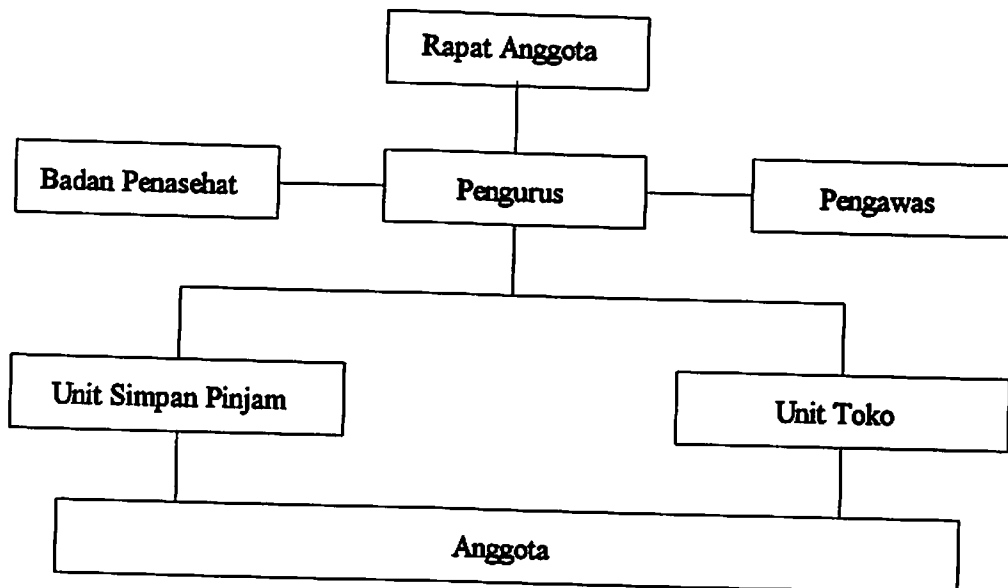 Rapat Anggota
Badan Penasehat
Pengurus
Pengawas
Unit Simpan Pinjam
Unit Toko
Anggota